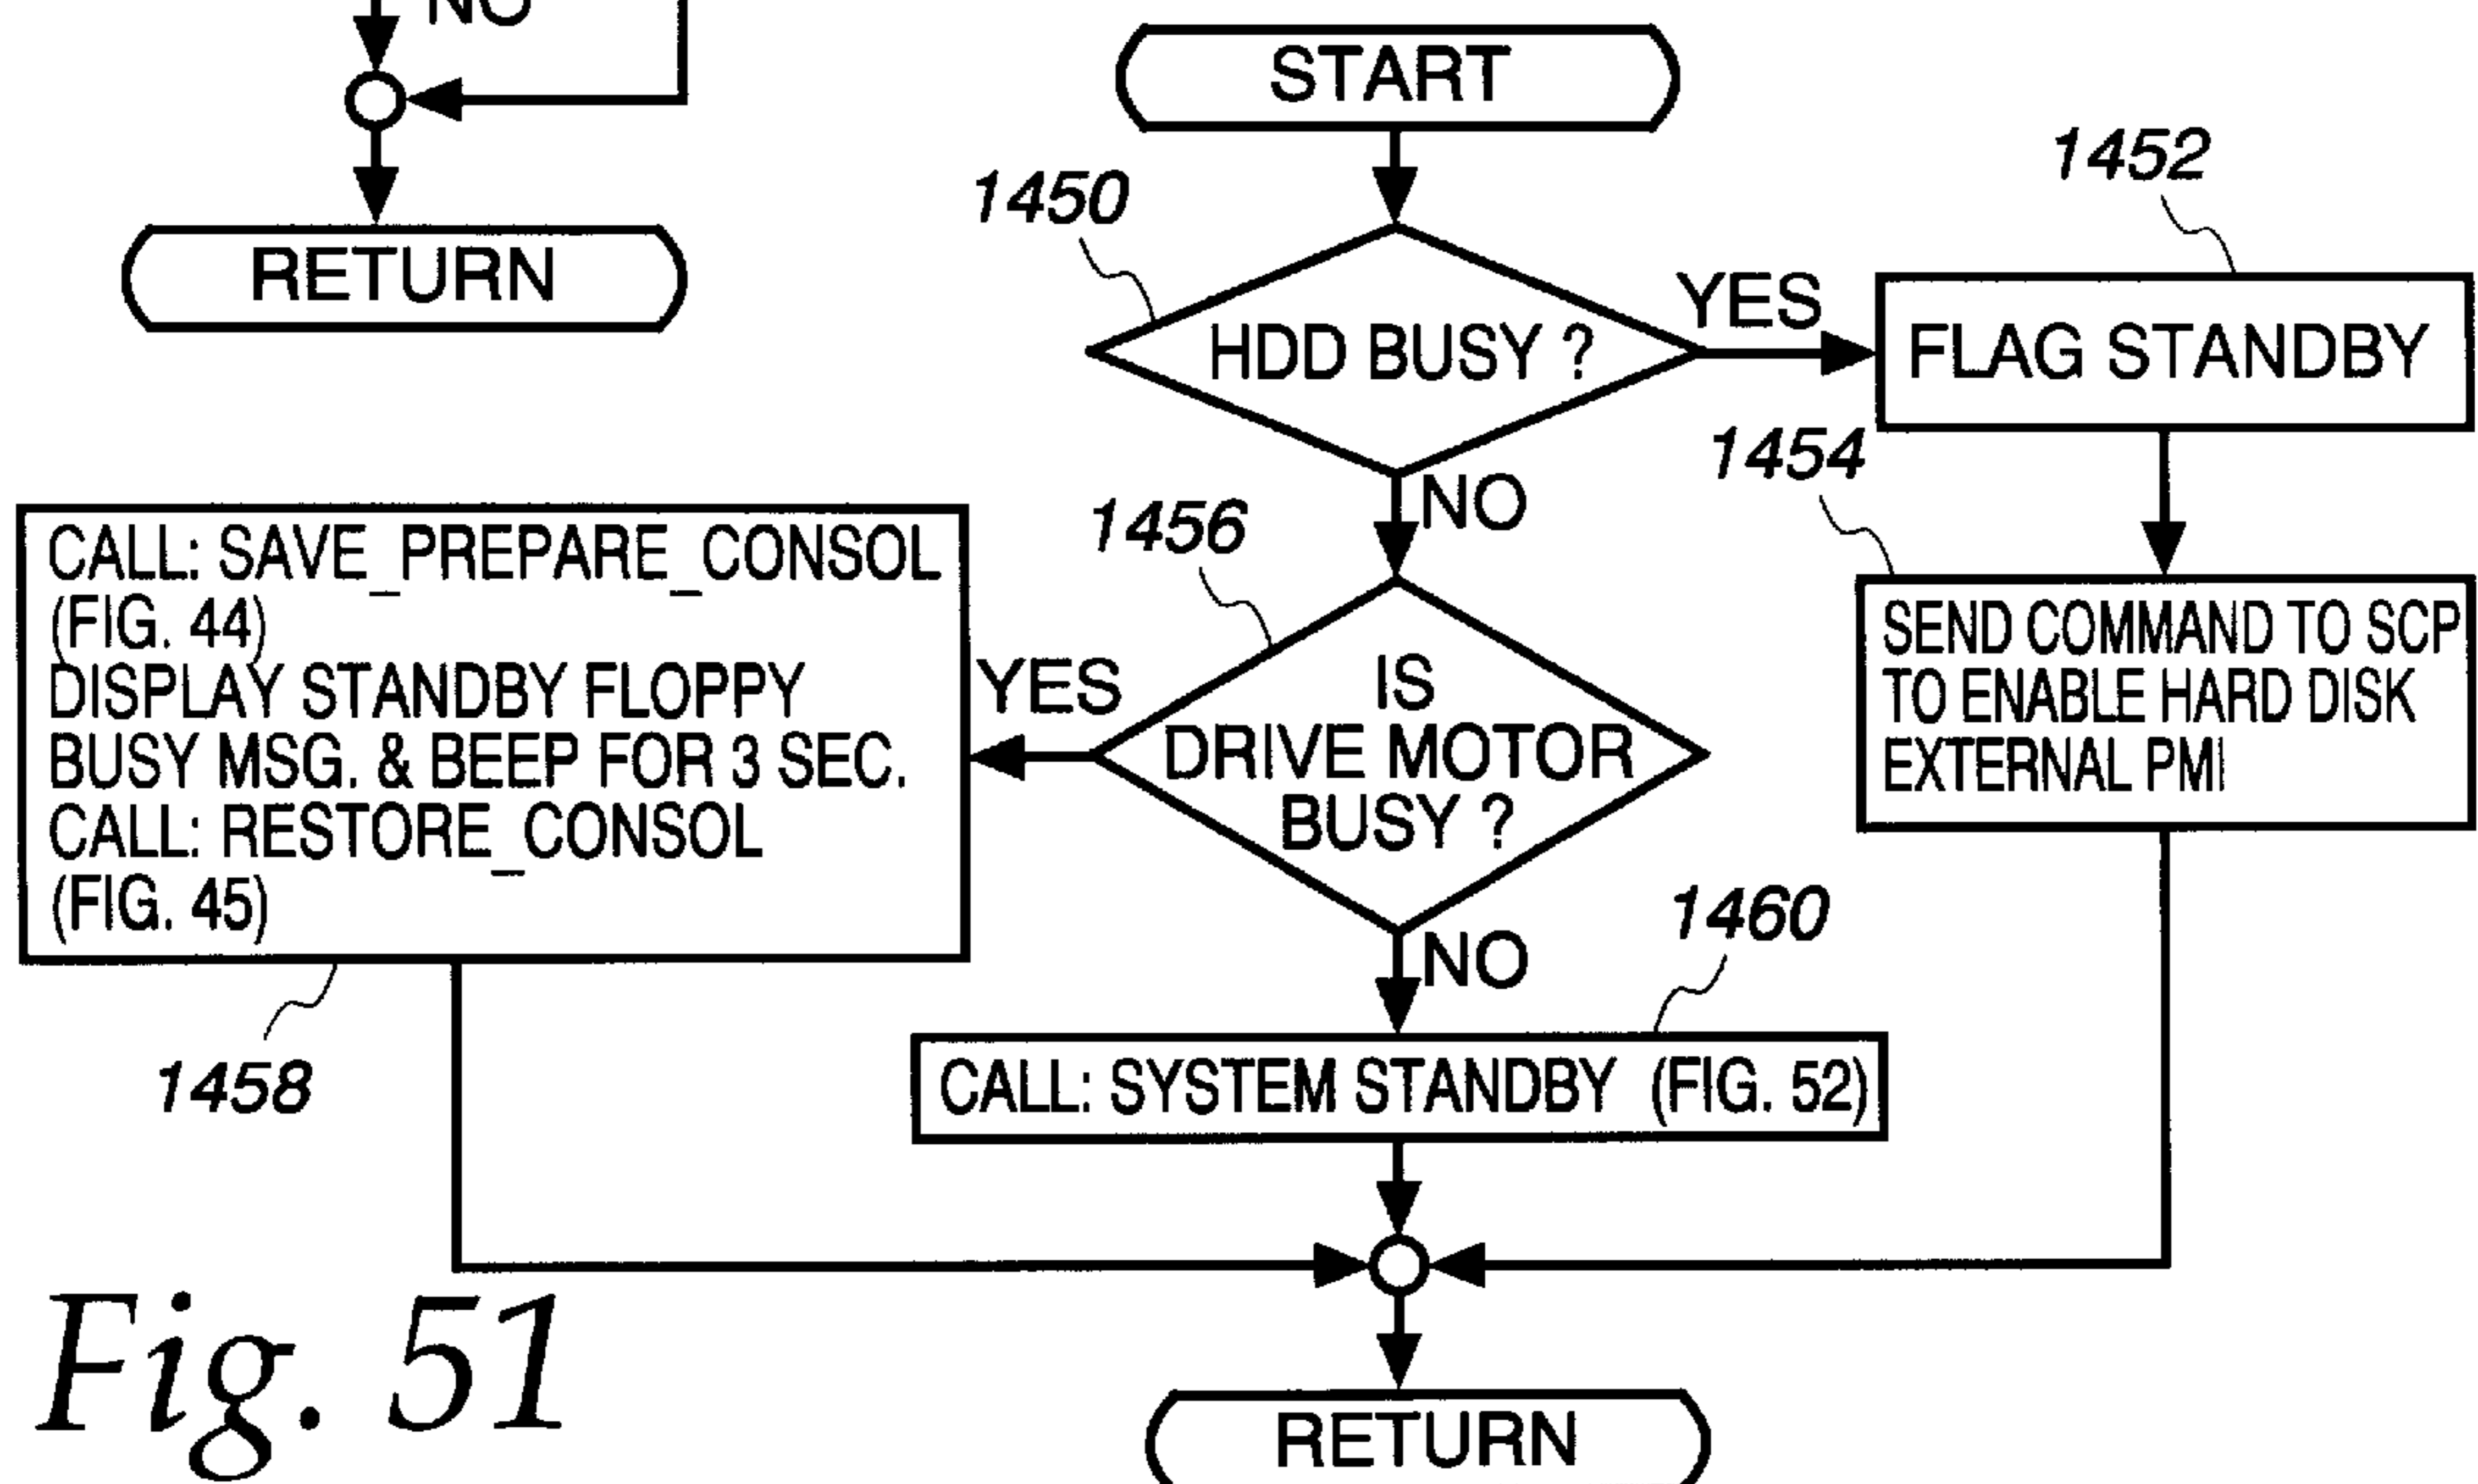 NO
RETURN
START
1450
HDD BUSY ?
YES
1452
FLAG STANDBY
NO
1454
SEND COMMAND TO SCP
TO ENABLE HARD DISK
EXTERNAL PMI
1456
IS
DRIVE MOTOR
BUSY ?
YES
CALL: SAVE_PREPARE_CONSOL
(FIG. 44)
DISPLAY STANDBY FLOPPY
BUSY MSG. & BEEP FOR 3 SEC.
CALL: RESTORE_CONSOL
(FIG. 45)
1458
NO
1460
CALL: SYSTEM STANDBY (FIG. 52)
RETURN
Fig. 51